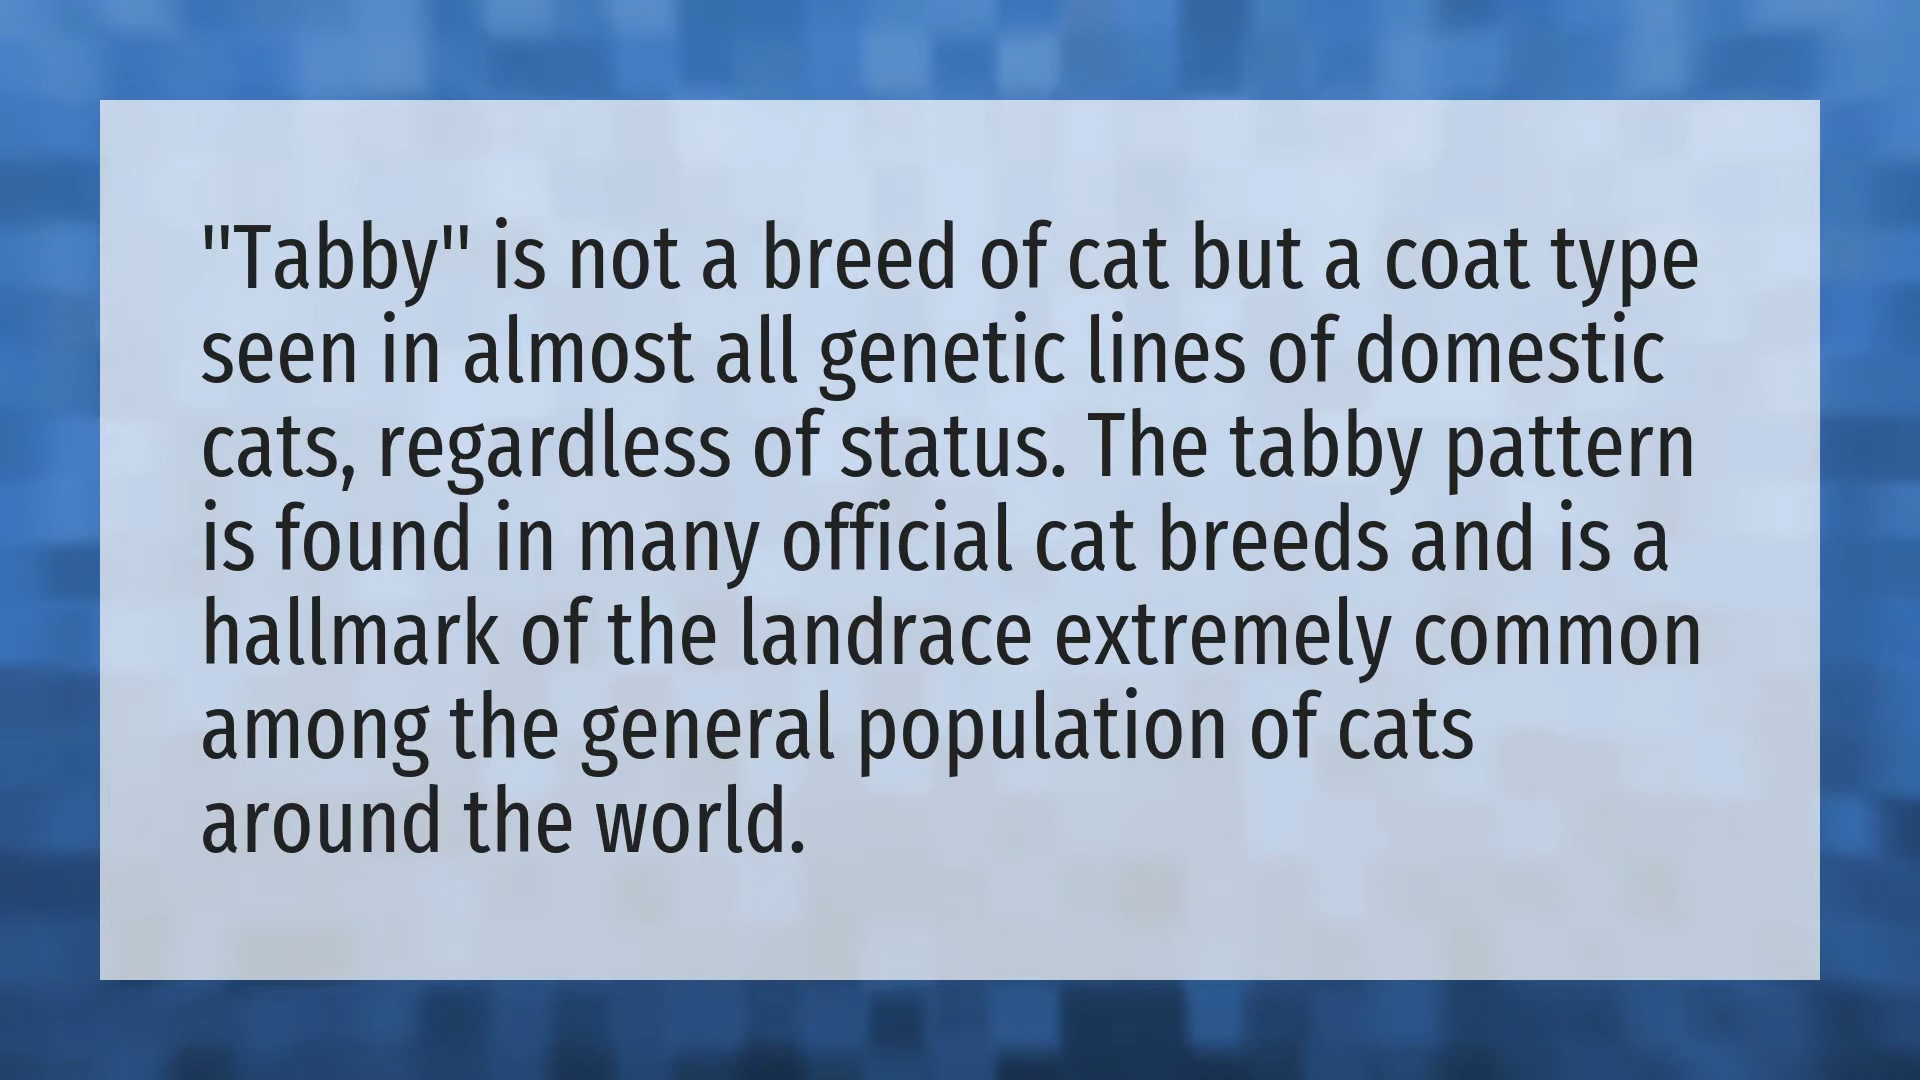 "Tabby" is not a breed of cat but a coat type
seen in almost all genetic lines of domestic
cats, regardless of status. The tabby pattern
is found in many official cat breeds and is a
hallmark of the landrace extremely common
among the general population of cats
around the world.